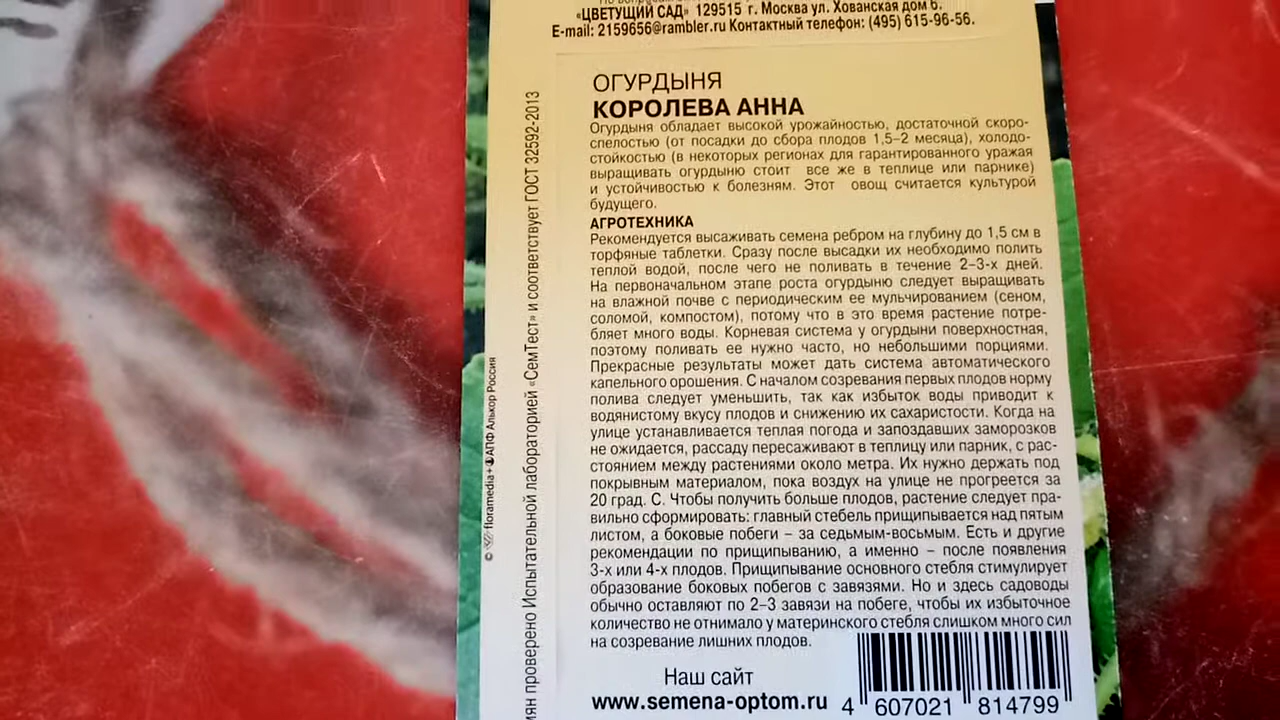 «ЦВЕТУЩИЙ САД» 129515 г. Москва ул. Хованская дом 6.
E-mail: 2159656@rambler.ru Контактный телефон: (495) 615-96-56.
ОГУРДЫНЯ
КОРОЛЕВА АННА
Огурдыня обладает высокой урожайностью, достаточной скоро-
спелостью (от посадки до сбора плодов 1,5–2 месяца), холодо-
стойкостью (в некоторых регионах для гарантированного урожая
выращивать огурдыню стоит все же в теплице или парнике)
и устойчивостью к болезням. Этот овощ считается культурой
будущего.
АГРОТЕХНИКА
Рекомендуется высаживать семена ребром на глубину до 1,5 см в
торфяные таблетки. Сразу после высадки их необходимо полить
теплой водой, после чего не поливать в течение 2–3-х дней.
На первоначальном этапе роста огурдыню следует выращивать
на влажной почве с периодическим ее мульчированием (сеном,
соломой, компостом), потому что в это время растение потре-
бляет много воды. Корневая система у огурдыни поверхностная,
поэтому поливать ее нужно часто, но небольшими порциями.
Прекрасные результаты может дать система автоматического
капельного орошения. С началом созревания первых плодов норму
полива следует уменьшить, так как избыток воды приводит к
водянистому вкусу плодов и снижению их сахаристости. Когда на
улице устанавливается теплая погода и запоздавших заморозков
не ожидается, рассаду пересаживают в теплицу или парник, с рас-
стоянием между растениями около метра. Их нужно держать под
покрывным материалом, пока воздух на улице не прогреется за
20 град. С. Чтобы получить больше плодов, растение следует пра-
вильно сформировать: главный стебель прищипывается над пятым
листом, а боковые побеги – за седьмым-восьмым. Есть и другие
рекомендации по прищипыванию, а именно – после появления
3-х или 4-х плодов. Прищипывание основного стебля стимулирует
образование боковых побегов с завязями. Но и здесь садоводы
обычно оставляют по 2–3 завязи на побеге, чтобы их избыточное
количество не отнимало у материнского стебля слишком много сил
на созревание лишних плодов.
Наш сайт
www.semena-optom.ru
4 607021 814799
проверено Испытательной лабораторией «СемТест» и соответствует ГОСТ 32592-2013
© floramedia+ АПФ Алькор Россия